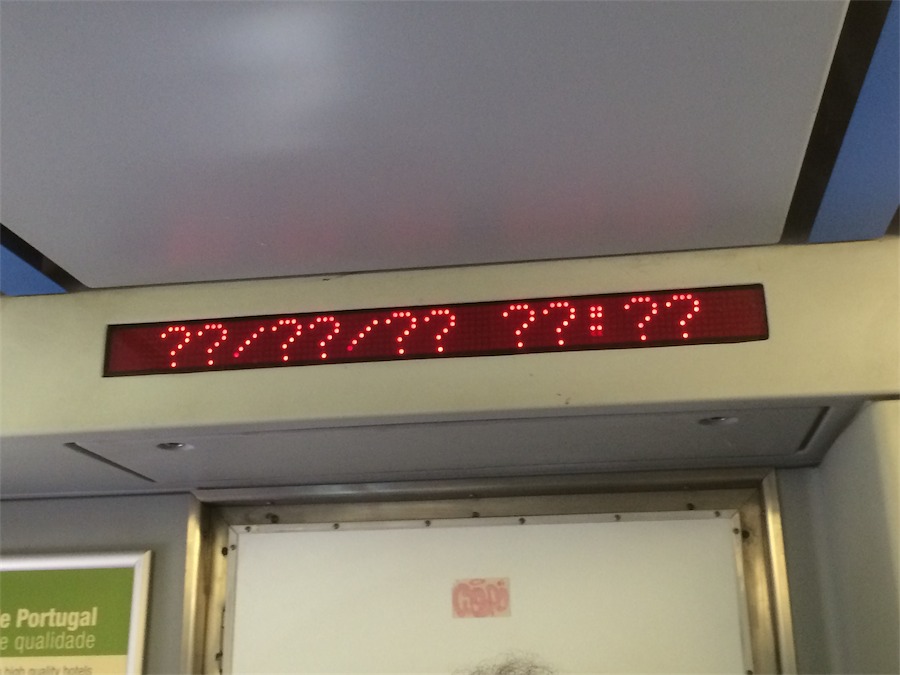 ??/??/?? ??:??
e Portugal
e qualidade
high quality hotels